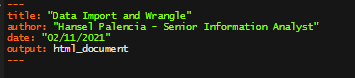 ---
title: "Data Import and Wrangle"
author: "Hansel Palencia - Senior Information Analyst"
date: "02/11/2021"
output: html_document
---